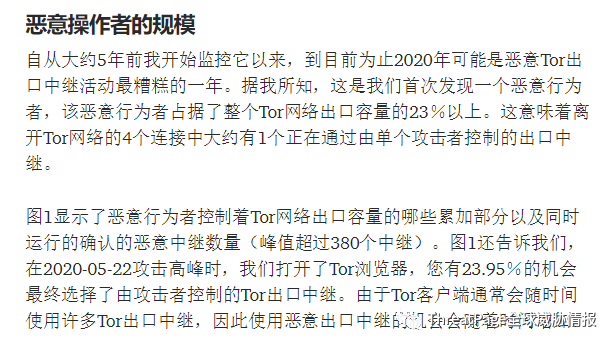 恶意操作者的规模
自从大约5年前我开始监控它以来，到目前为止2020年可能是恶意Tor出
口中继活动最糟糕的一年。据我所知，这是我们首次发现一个恶意行为
者，该恶意行为者占据了整个Tor网络出口容量的23％以上。这意味着离
开Tor网络的4个连接中大约有1个正在通过由单个攻击者控制的出口中
继。
图1显示了恶意行为者控制着Tor网络出口容量的哪些累加部分以及同时
运行的确认的恶意中继数量（峰值超过380个中继）。图1还告诉我们，
在2020-05-22攻击高峰时，我们打开了Tor浏览器，您有23.95％的机会
最终选择了由攻击者控制的Tor出口中继。由于Tor客户端通常会随时间
使用许多Tor出口中继，因此使用恶意出口中继的